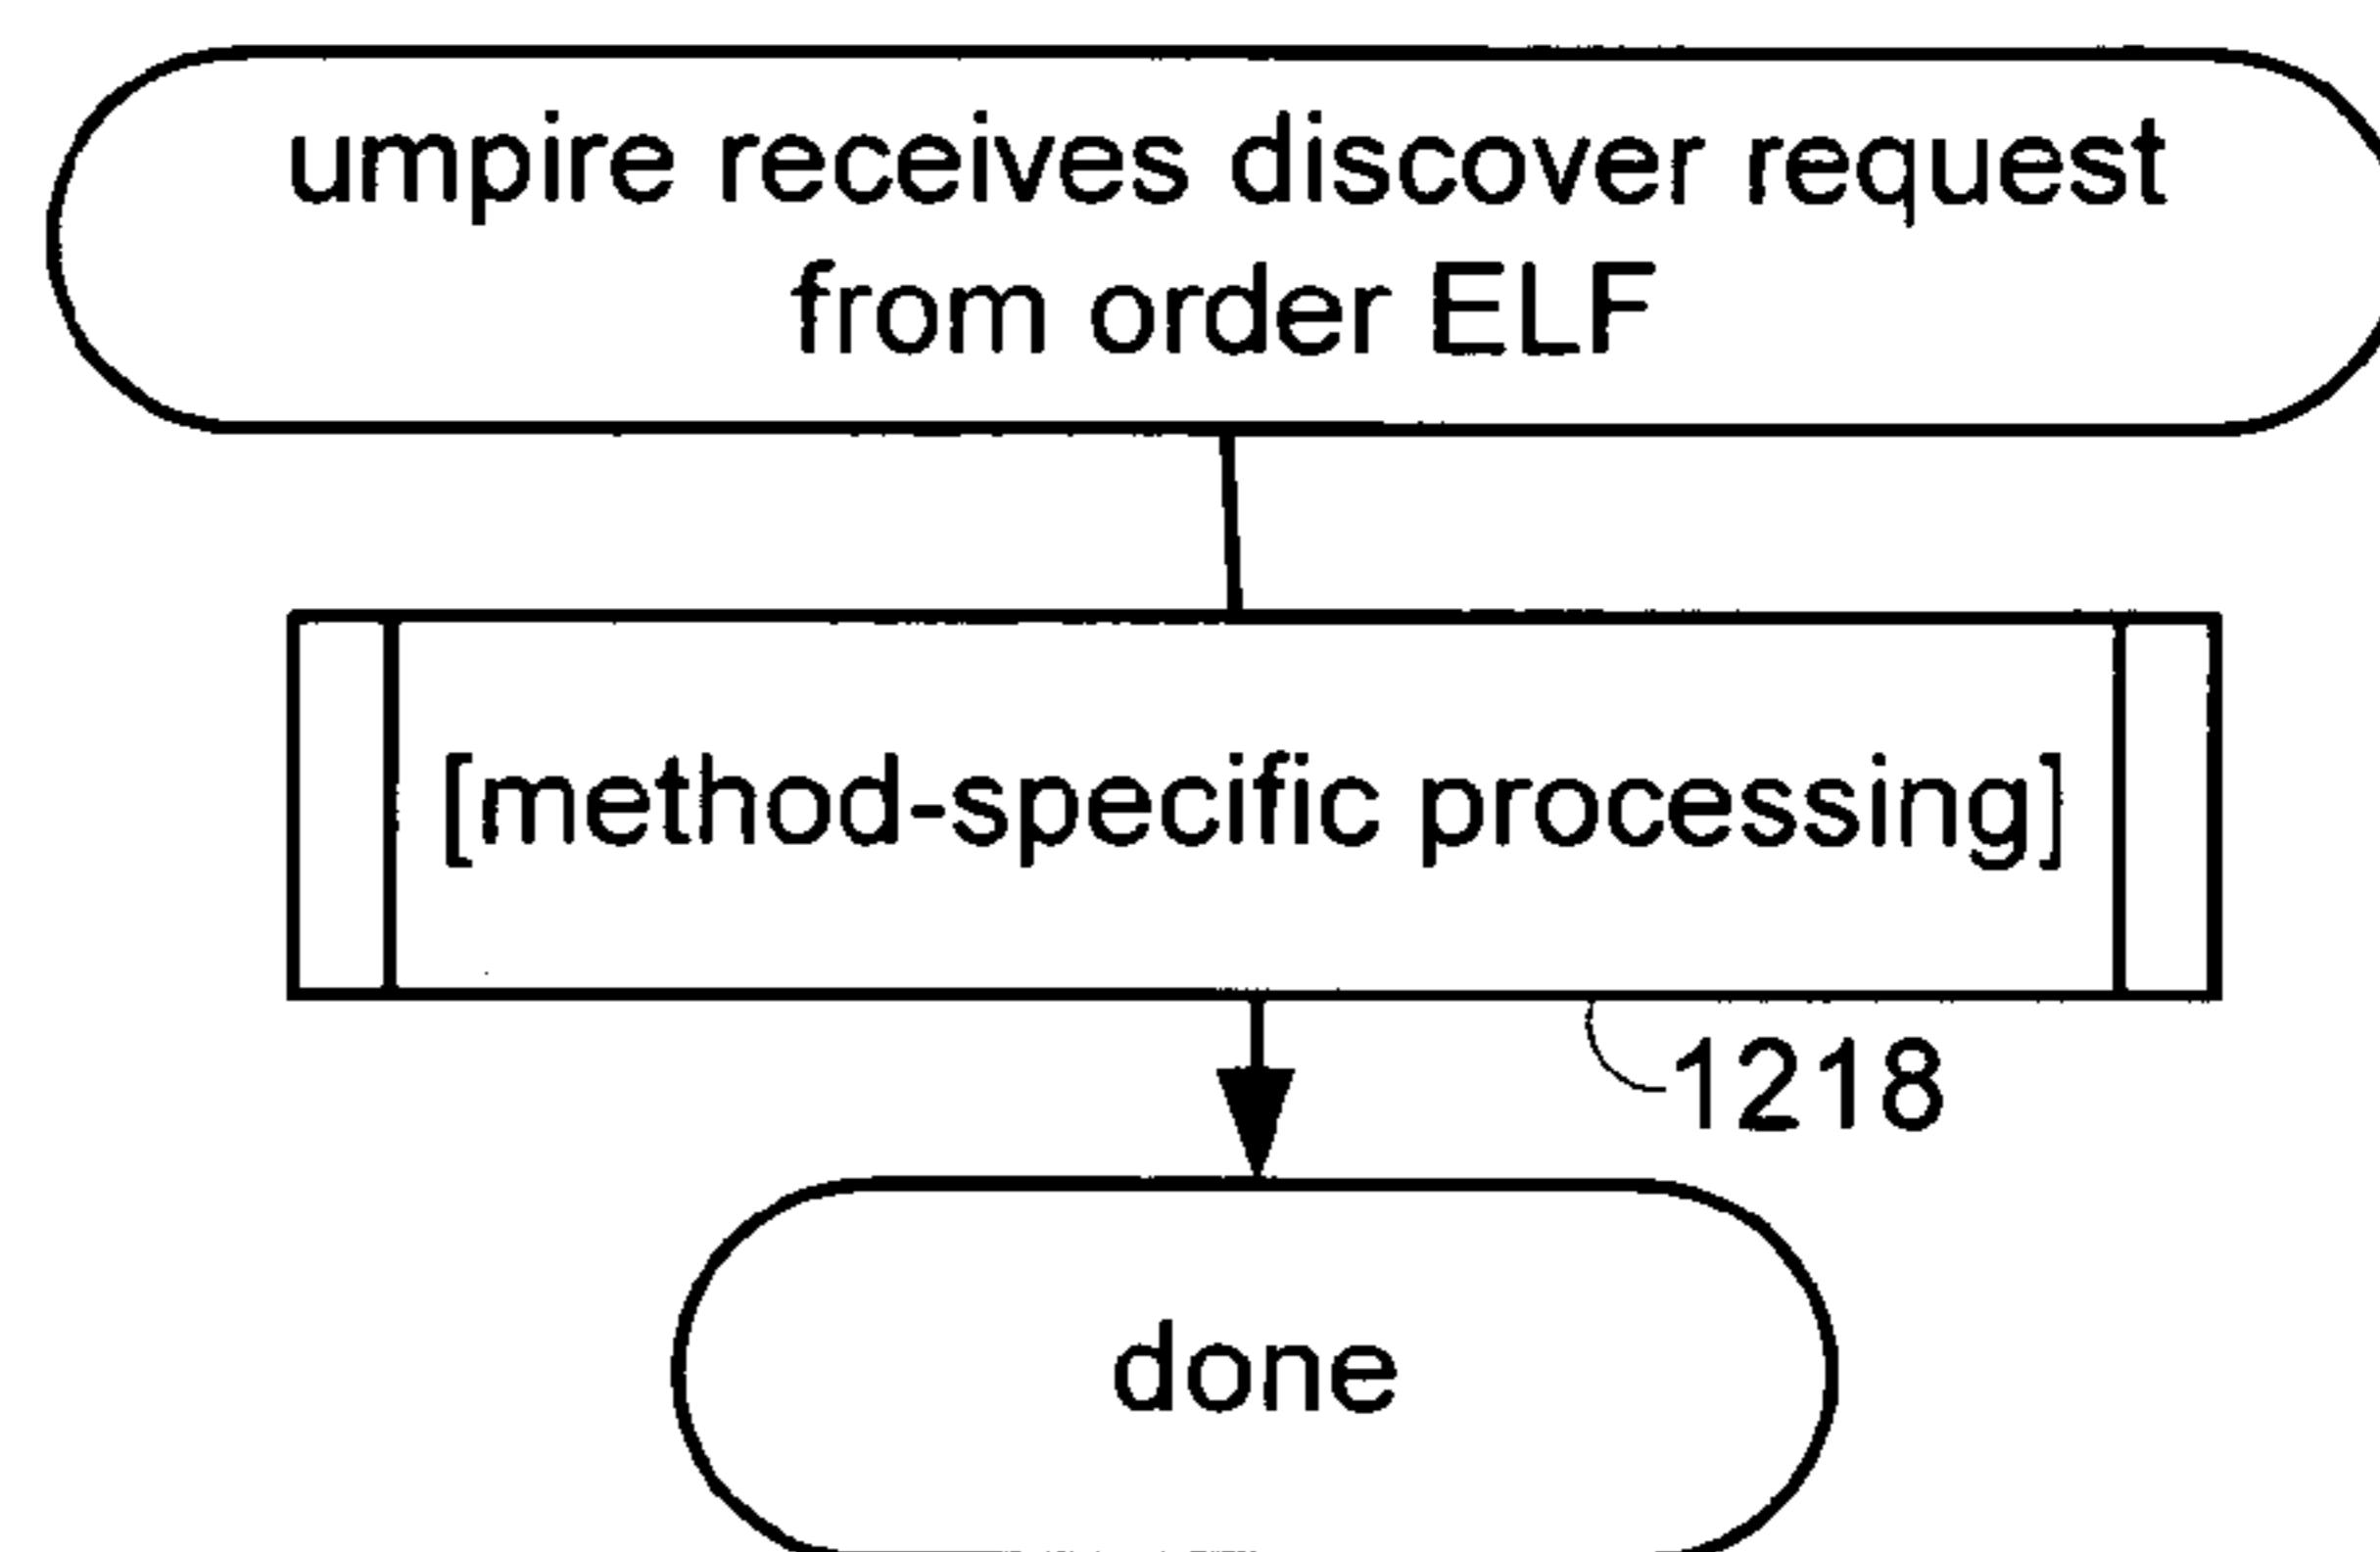 umpire receives discover request
from order ELF
[method-specific processing]
1218
done